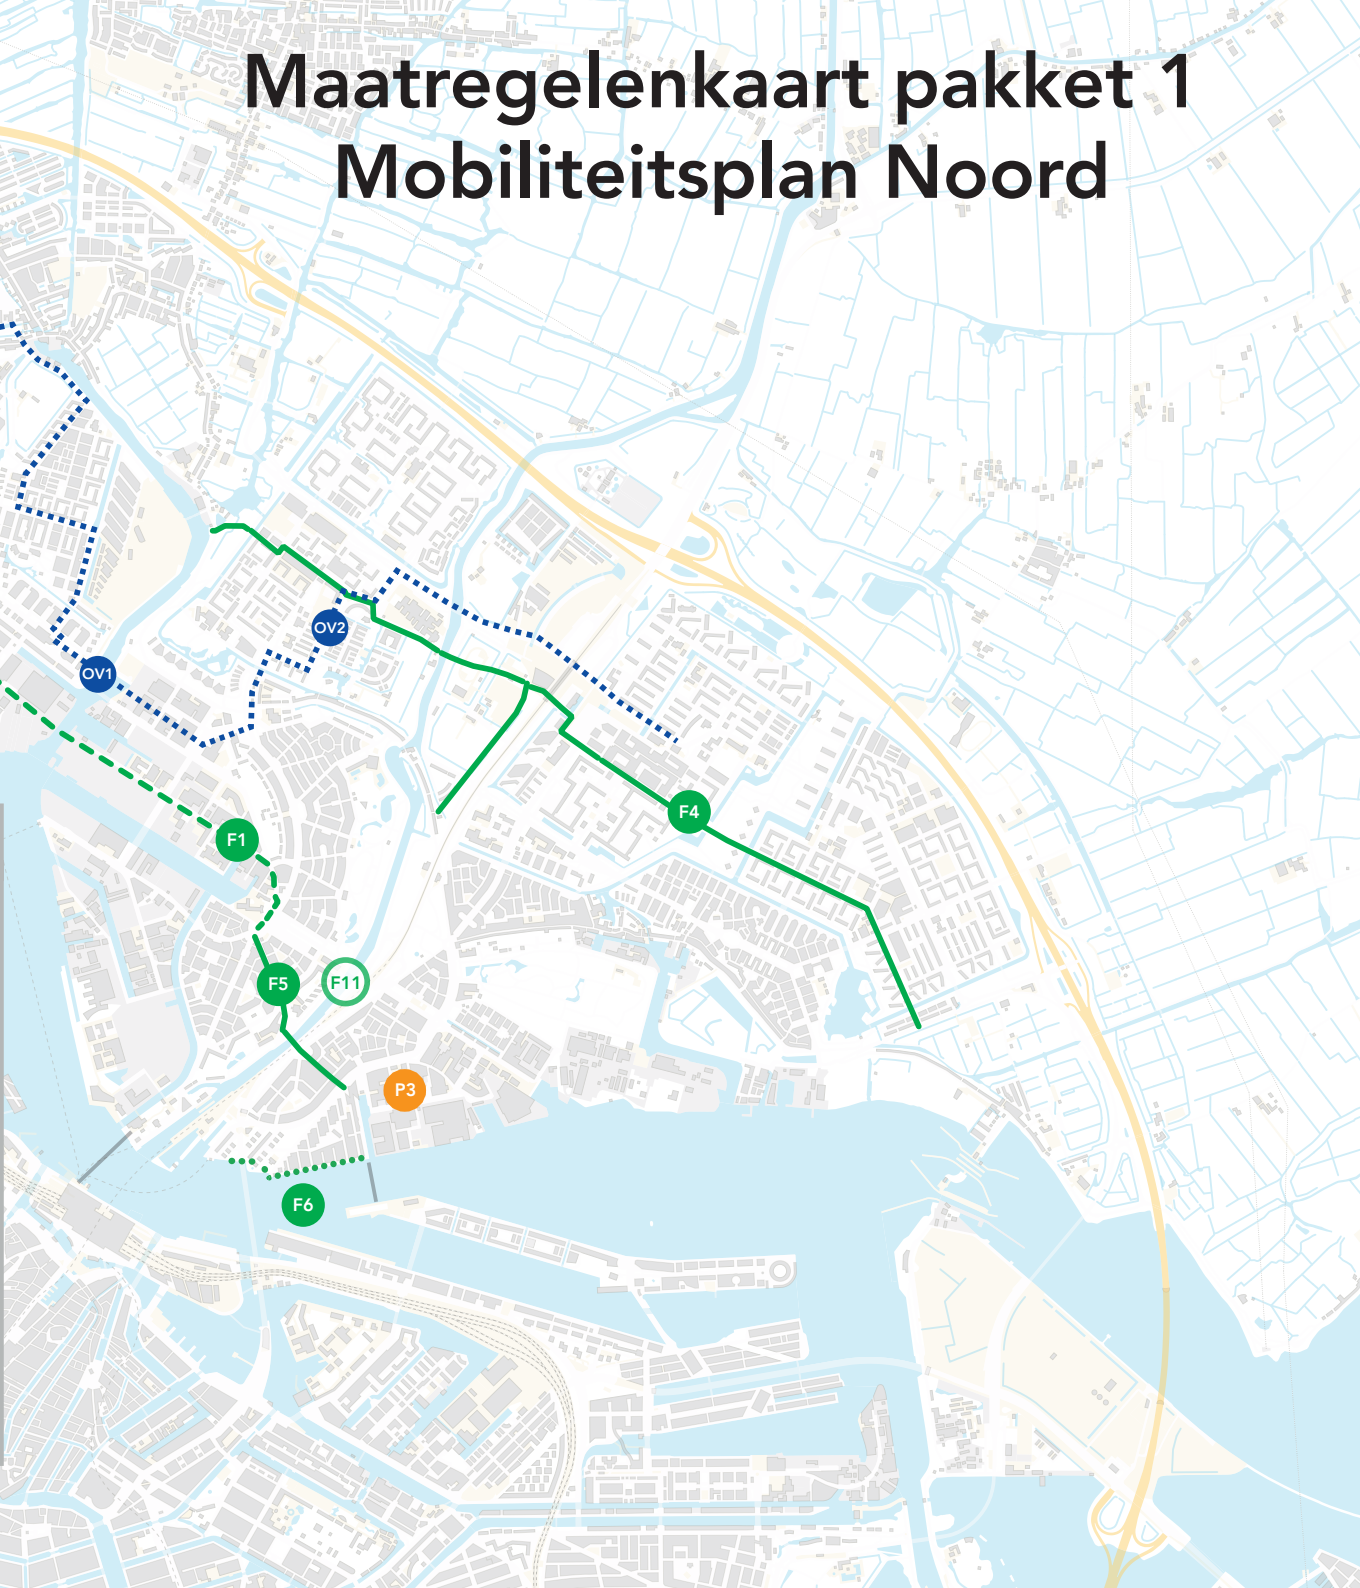 Maatregelenkaart pakket 1
Mobiliteitsplan Noord
OV2
OV1
F4
F1
F5
F11
P3
F6